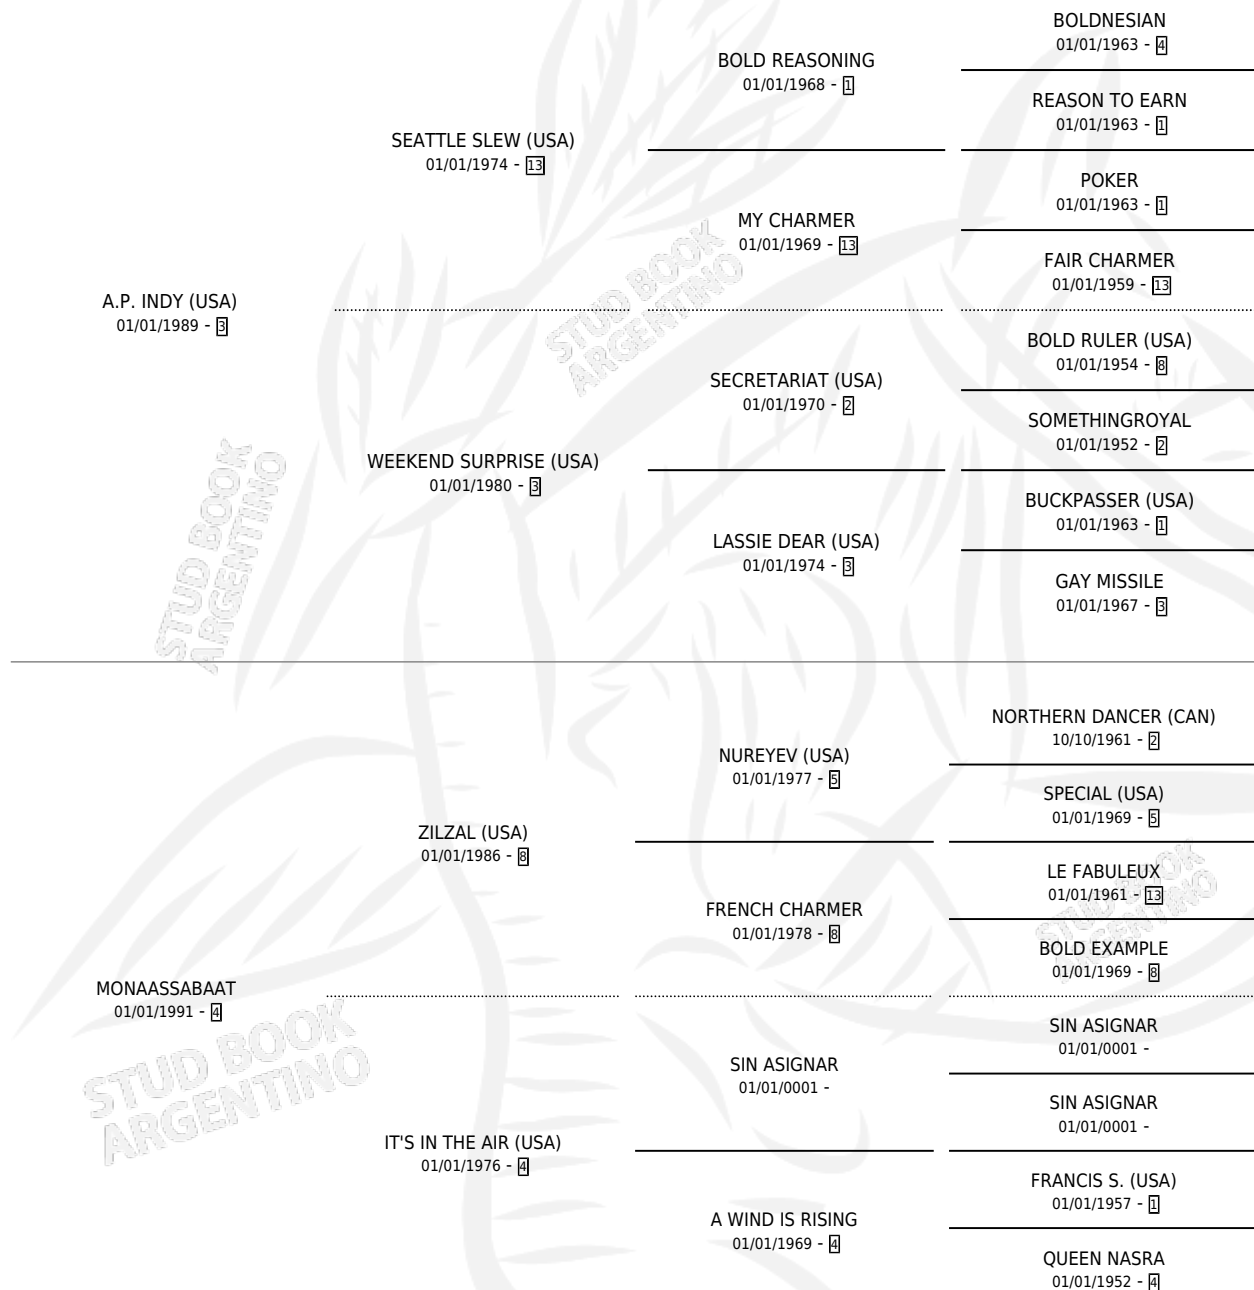 BOLDNESIAN
01/01/1963 - 4
BOLD REASONING
01/01/1968 - 1
REASON TO EARN
01/01/1963 - 1
SEATTLE SLEW (USA)
01/01/1974 - 13
POKER
01/01/1963 - 1
MY CHARMER
01/01/1969 - 13
FAIR CHARMER
01/01/1959 - 13
A.P. INDY (USA)
01/01/1989 - 3
BOLD RULER (USA)
01/01/1954 - 8
SECRETARIAT (USA)
01/01/1970 - 2
SOMETHINGROYAL
01/01/1952 - 2
WEEKEND SURPRISE (USA)
01/01/1980 - 3
BUCKPASSER (USA)
01/01/1963 - 1
LASSIE DEAR (USA)
01/01/1974 - 3
GAY MISSILE
01/01/1967 - 3
NORTHERN DANCER (CAN)
10/10/1961 - 2
NUREYEV (USA)
01/01/1977 - 5
SPECIAL (USA)
01/01/1969 - 5
ZILZAL (USA)
01/01/1986 - 8
LE FABULEUX
01/01/1961 - 13
FRENCH CHARMER
01/01/1978 - 8
BOLD EXAMPLE
01/01/1969 - 8
MONAASSABAAT
01/01/1991 - 4
SIN ASIGNAR
01/01/0001 -
SIN ASIGNAR
01/01/0001 -
SIN ASIGNAR
01/01/0001 -
IT'S IN THE AIR (USA)
01/01/1976 - 4
FRANCIS S. (USA)
01/01/1957 - 1
A WIND IS RISING
01/01/1969 - 4
QUEEN NASRA
01/01/1952 - 4
STUD BOOK
ARGENTINO
STUD BOOK
ARGENTINO
STUD BOOK
ARGENTINO
STUD BOOK
ARGENTINO